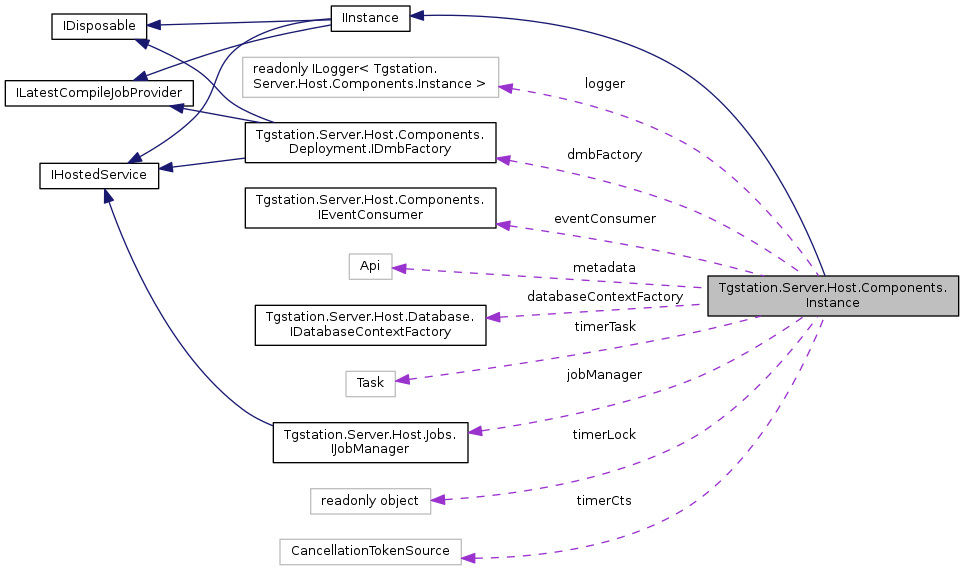 IDisposable
IInstance
ILatestCompileJobProvider
readonly ILogger< Tgstation.
Server.Host.Components.Instance >
logger
Tgstation.Server.Host.Components.
Deployment.IDmbFactory
dmbFactory
IHostedService
Tgstation.Server.Host.Components.
IEventConsumer
eventConsumer
Api
metadata
Tgstation.Server.Host.Components.
Instance
Tgstation.Server.Host.Database.
IDatabaseContextFactory
databaseContextFactory
timerTask
Task
jobManager
Tgstation.Server.Host.Jobs.
IJobManager
timerLock
readonly object
timerCts
CancellationTokenSource